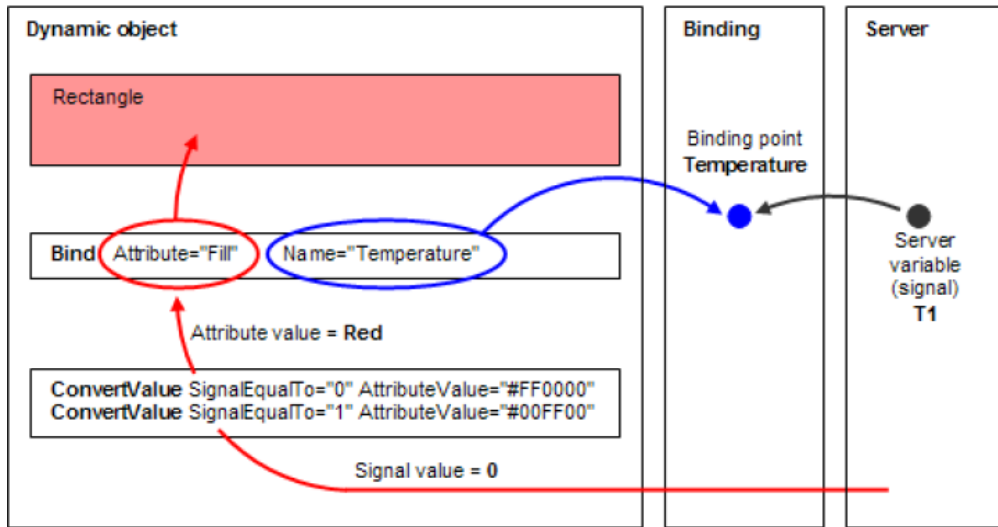 Dynamic object
Rectangle
Bind Attribute="Fill" Name="Temperature"
Attribute value = Red
ConvertValue SignalEqualTo="0" AttributeValue="#FF0000"
ConvertValue SignalEqualTo="1" AttributeValue="#00FF00"
Signal value = 0
Binding
Binding point
Temperature
Server
Server
variable
(signal)
T1